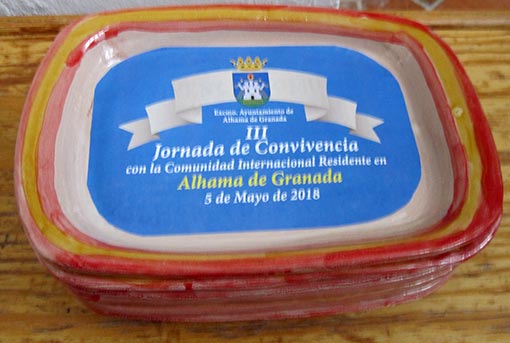 Excmo. Ayuntamiento de
Alhama de Granada
III
Jornada de Convivencia
con la Comunidad Internacional Residente en
Alhama de Granada
5 de Mayo de 2018